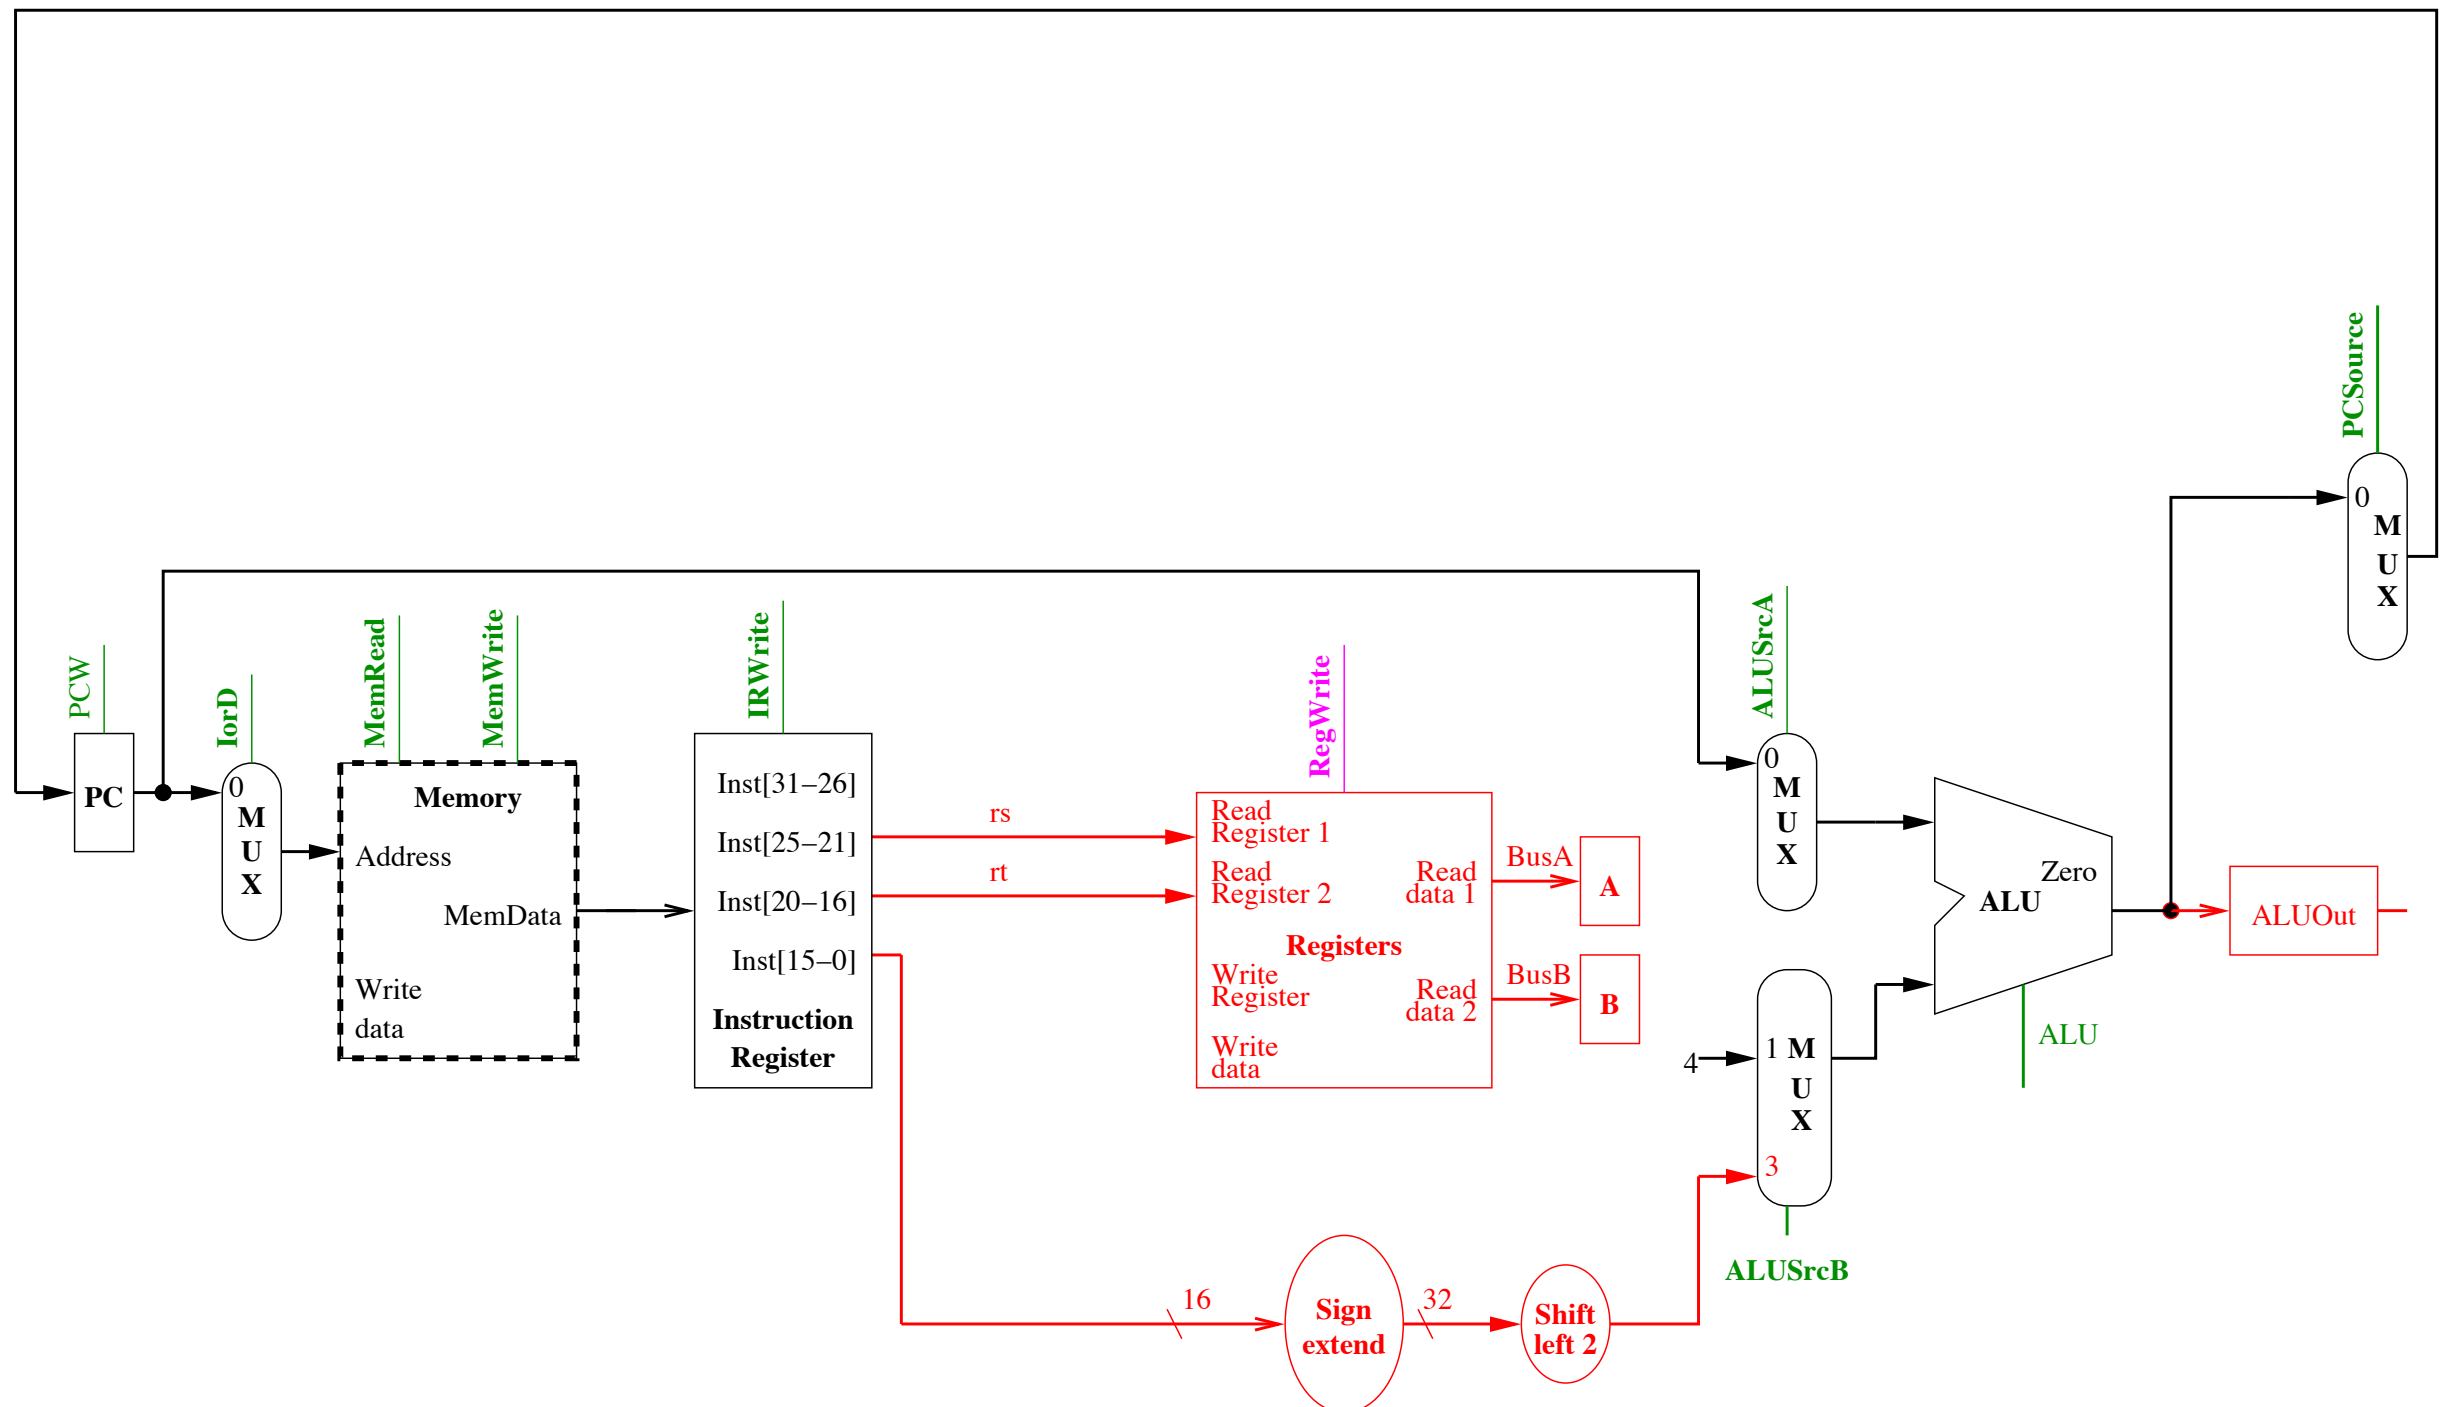 PCSource
0
M
U
X
PCW
PC
IorD
0
M
U
X
MemRead
MemWrite
Memory
Address
MemData
Write
data
IRWrite
Inst[31–26]
Inst[25–21]
Inst[20–16]
Inst[15–0]
Instruction
Register
rs
rt
RegWrite
Read
Register 1
Read
Register 2
Read
data 1
Registers
Write
Register
Read
data 2
Write
data
BusA
A
BusB
B
ALUSrcA
0
M
U
X
4
1
M
U
X
3
ALUSrcB
Zero
ALU
ALU
ALUOut
16
Sign
extend
32
Shift
left 2